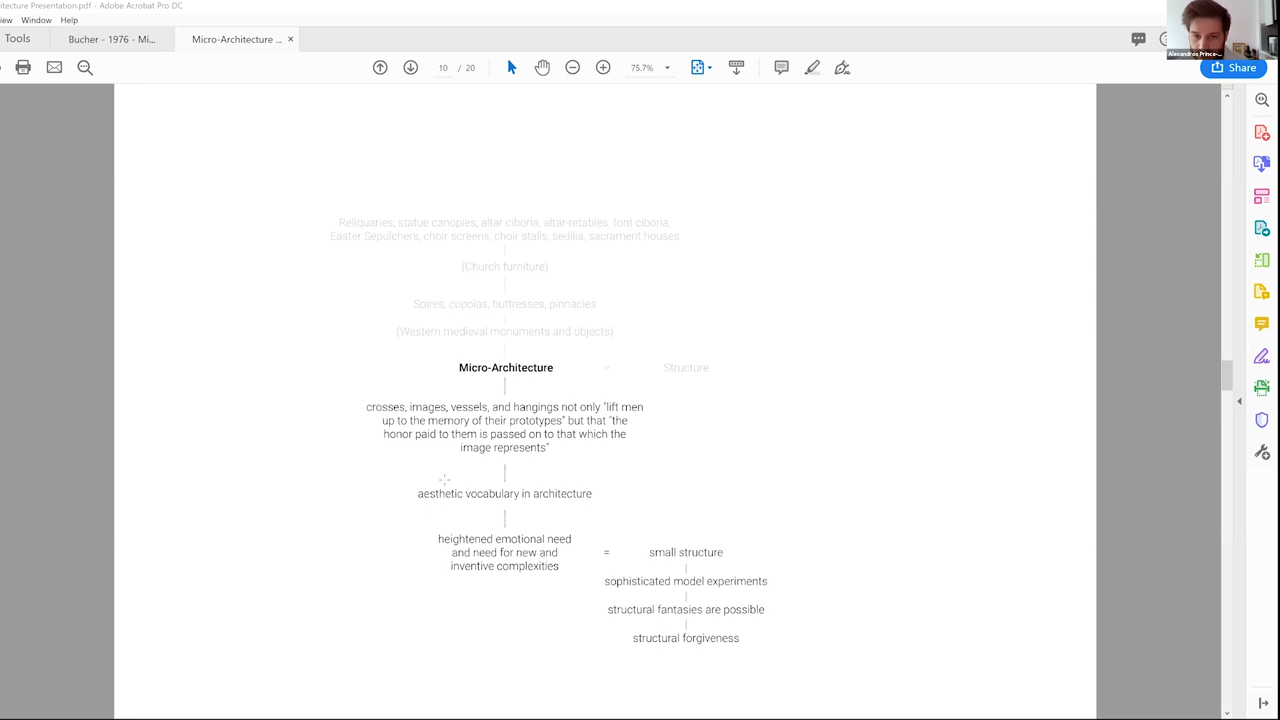 itecture Presentation.pdf - Adobe Acrobat Pro DC
iew Window Help
Tools
Bucher - 1976 - Mi...
Micro-Architecture ... ×
10 / 20
75.7%
Share
Alexandros Prince-...
Reliquaries, statue canopies, altar ciboria, altar-retables, font ciboria,
Easter Sepulchers, choir screens, choir stalls, sedilia, sacrament houses
(Church furniture)
Spires, cupolas, buttresses, pinnacies
(Western medieval monuments and objects)
Micro-Architecture > Structure
crosses, images, vessels, and hangings not only "lift men
up to the memory of their prototypes" but that "the
honor paid to them is passed on to that which the
image represents"
aesthetic vocabulary in architecture
heightened emotional need
and need for new and
inventive complexities
= small structure
sophisticated model experiments
structural fantasies are possible
structural forgiveness